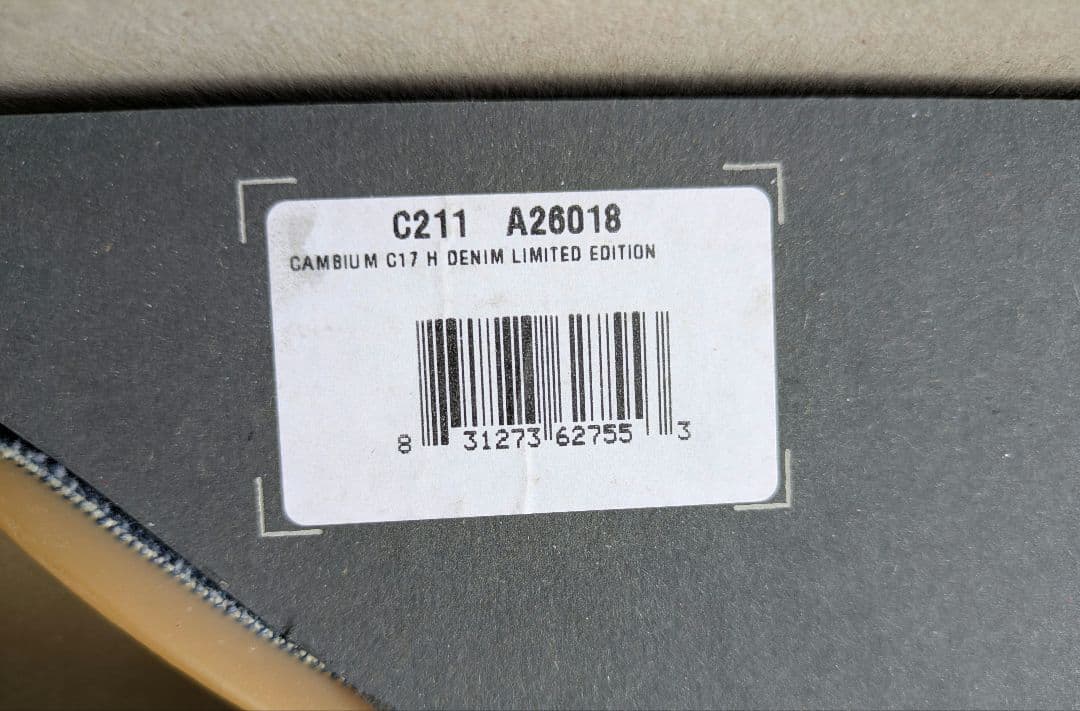 C211 A26018
CAMBIUM C17 H DENIM LIMITED EDITION
8 31273 62755 3